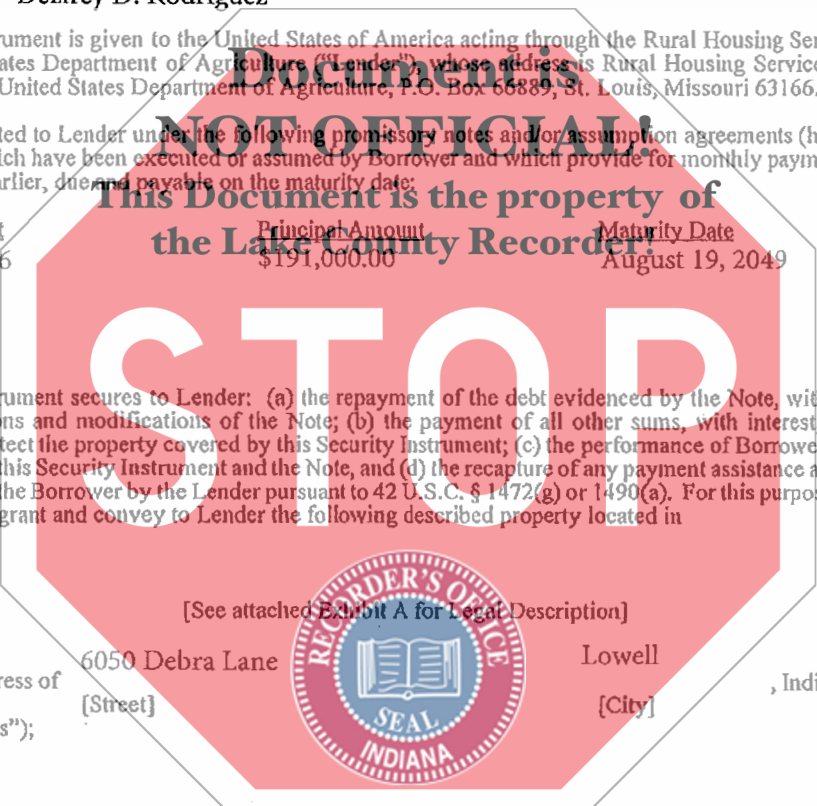 Rodriguez
rument is given to the United States of America acting through the Rural Housing Ser
ates Department of Agriculture ("Lender"), whose address is Rural Housing Service
United States Department of Agriculture, P.O. Box 66889, St. Louis, Missouri 63166.
Document is
NOT OFFICIAL!
This Document is the property of
the Lake County Recorder!
ted to Lender under the following promissory notes and/or assumption agreements (h
ich have been executed or assumed by Borrower and which provide for monthly paym
arlier, due and payable on the maturity date:
Principal Amount Maturity Date
6 $191,000.00 August 19, 2049
STOP
rument secures to Lender: (a) the repayment of the debt evidenced by the Note, wit
ns and modifications of the Note; (b) the payment of all other sums, with interest
tect the property covered by this Security Instrument; (c) the performance of Borrowe
this Security Instrument and the Note, and (d) the recapture of any payment assistance a
the Borrower by the Lender pursuant to 42 U.S.C. § 1472(g) or 1490(a). For this purpo
grant and convey to Lender the following described property located in
[See attached Exhibit A for Legal Description]
RECORDER'S OFFICE
SEAL
INDIANA
6050 Debra Lane Lowell
ress of [Street] [City] , Indi
s");